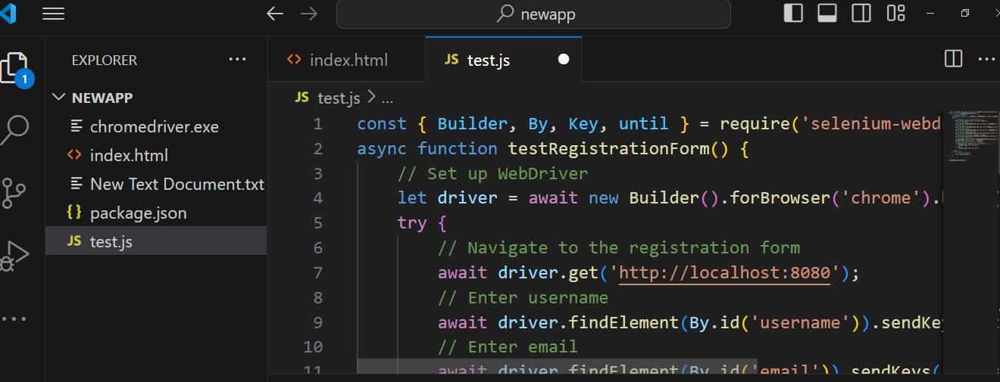 newapp
EXPLORER ...
index.html
JS test.js
1
NEWAPP
chromedriver.exe
index.html
New Text Document.txt
{} package.json
JS test.js
JS test.js > ...
1 const { Builder, By, Key, until } = require('selenium-webd
2 async function testRegistrationForm() {
3 // Set up WebDriver
4 let driver = await new Builder().forBrowser('chrome').
5 try {
6 // Navigate to the registration form
7 await driver.get('http://localhost:8080');
8 // Enter username
9 await driver.findElement(By.id('username')).sendKe
10 // Enter email
11 await driver.findElement(By.id('email')).sendKeys(